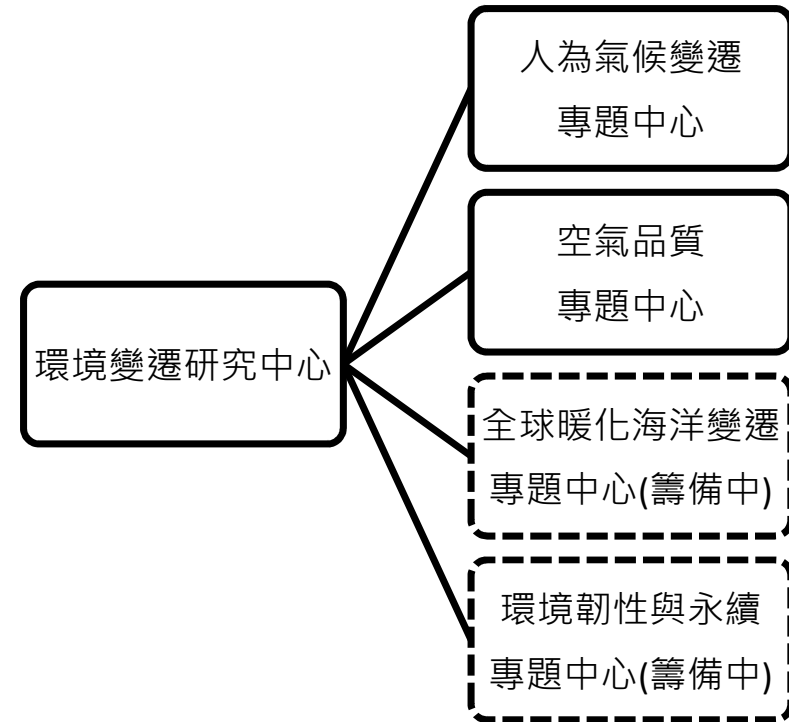 人為氣候變遷
專題中心
空氣品質
專題中心
環境變遷研究中心
全球暖化海洋變遷
專題中心(籌備中)
環境韌性與永續
專題中心(籌備中)